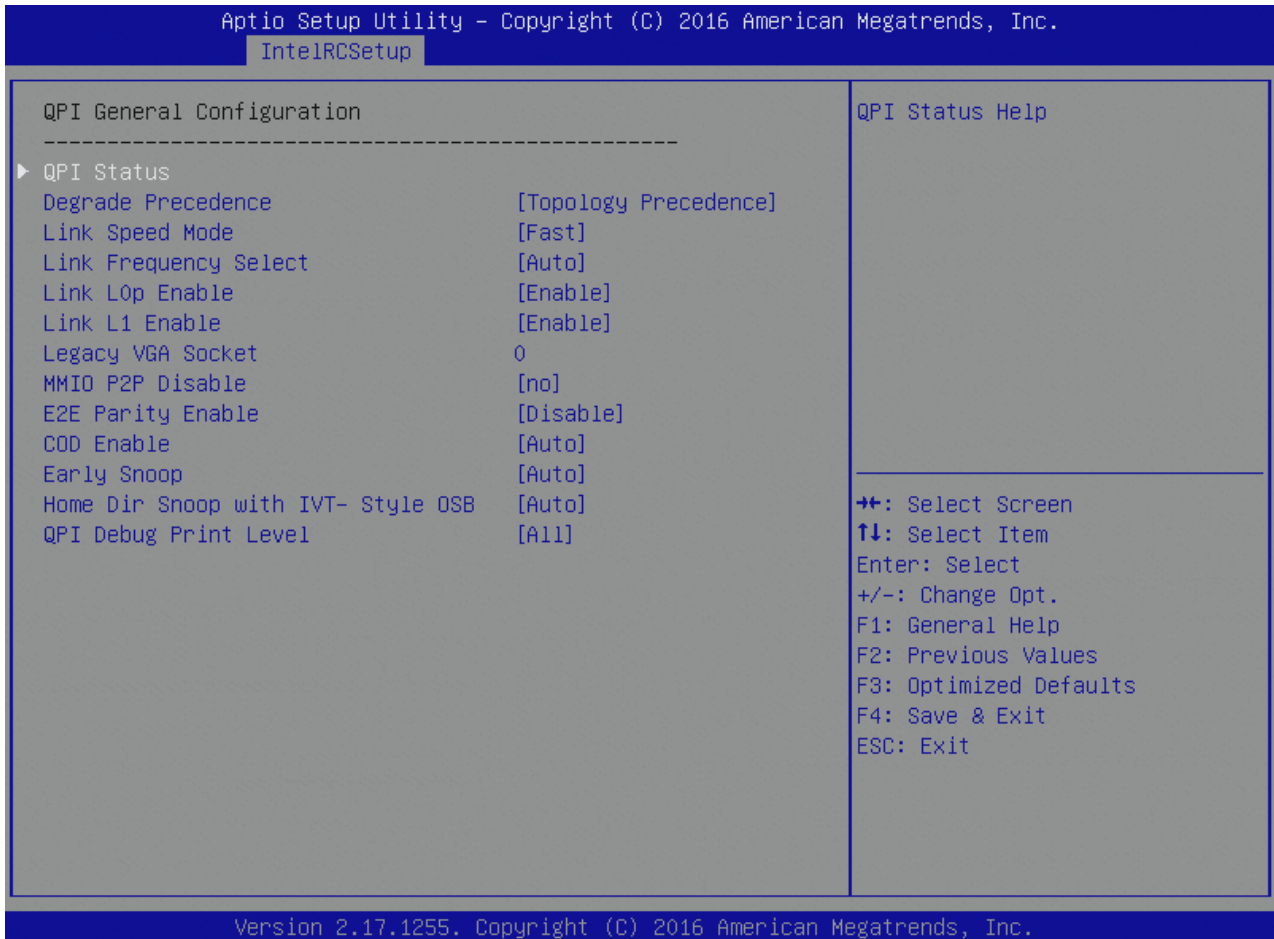 Aptio Setup Utility – Copyright (C) 2016 American Megatrends, Inc.
IntelRCSetup
QPI General Configuration
--------------------------------------------------
QPI Status
Degrade Precedence [Topology Precedence]
Link Speed Mode [Fast]
Link Frequency Select [Auto]
Link L0p Enable [Enable]
Link L1 Enable [Enable]
Legacy VGA Socket 0
MMIO P2P Disable [no]
E2E Parity Enable [Disable]
COD Enable [Auto]
Early Snoop [Auto]
Home Dir Snoop with IVT- Style OSB [Auto]
QPI Debug Print Level [All]
QPI Status Help
→←: Select Screen
↑↓: Select Item
Enter: Select
+/-: Change Opt.
F1: General Help
F2: Previous Values
F3: Optimized Defaults
F4: Save & Exit
ESC: Exit
Version 2.17.1255. Copyright (C) 2016 American Megatrends, Inc.